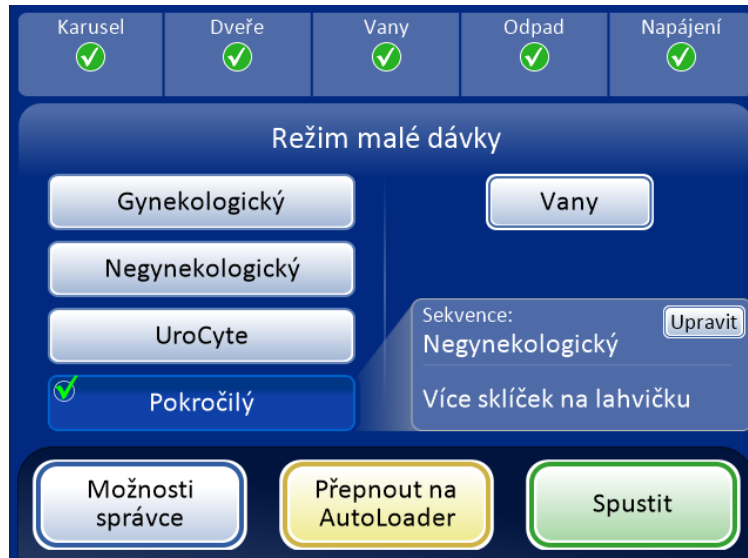 Karusel Dveře Vany Odpad Napájení
Režim malé dávky
Gynekologický
Vany
Negynekologický
UroCyte
Sekvence:
Negynekologický
Upravit
Pokročilý
Více sklíček na lahvičku
Možnosti
správce
Přepnout na
AutoLoader
Spustit